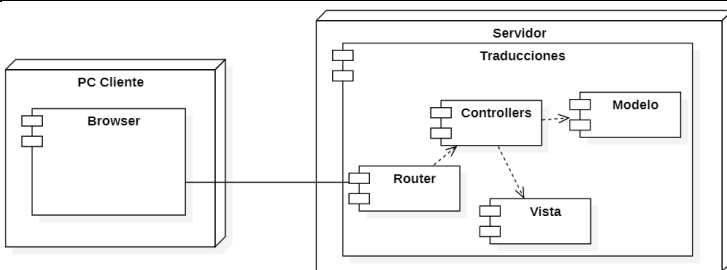 Servidor
Traducciones
PC Cliente
Browser
Controllers
Modelo
Router
Vista